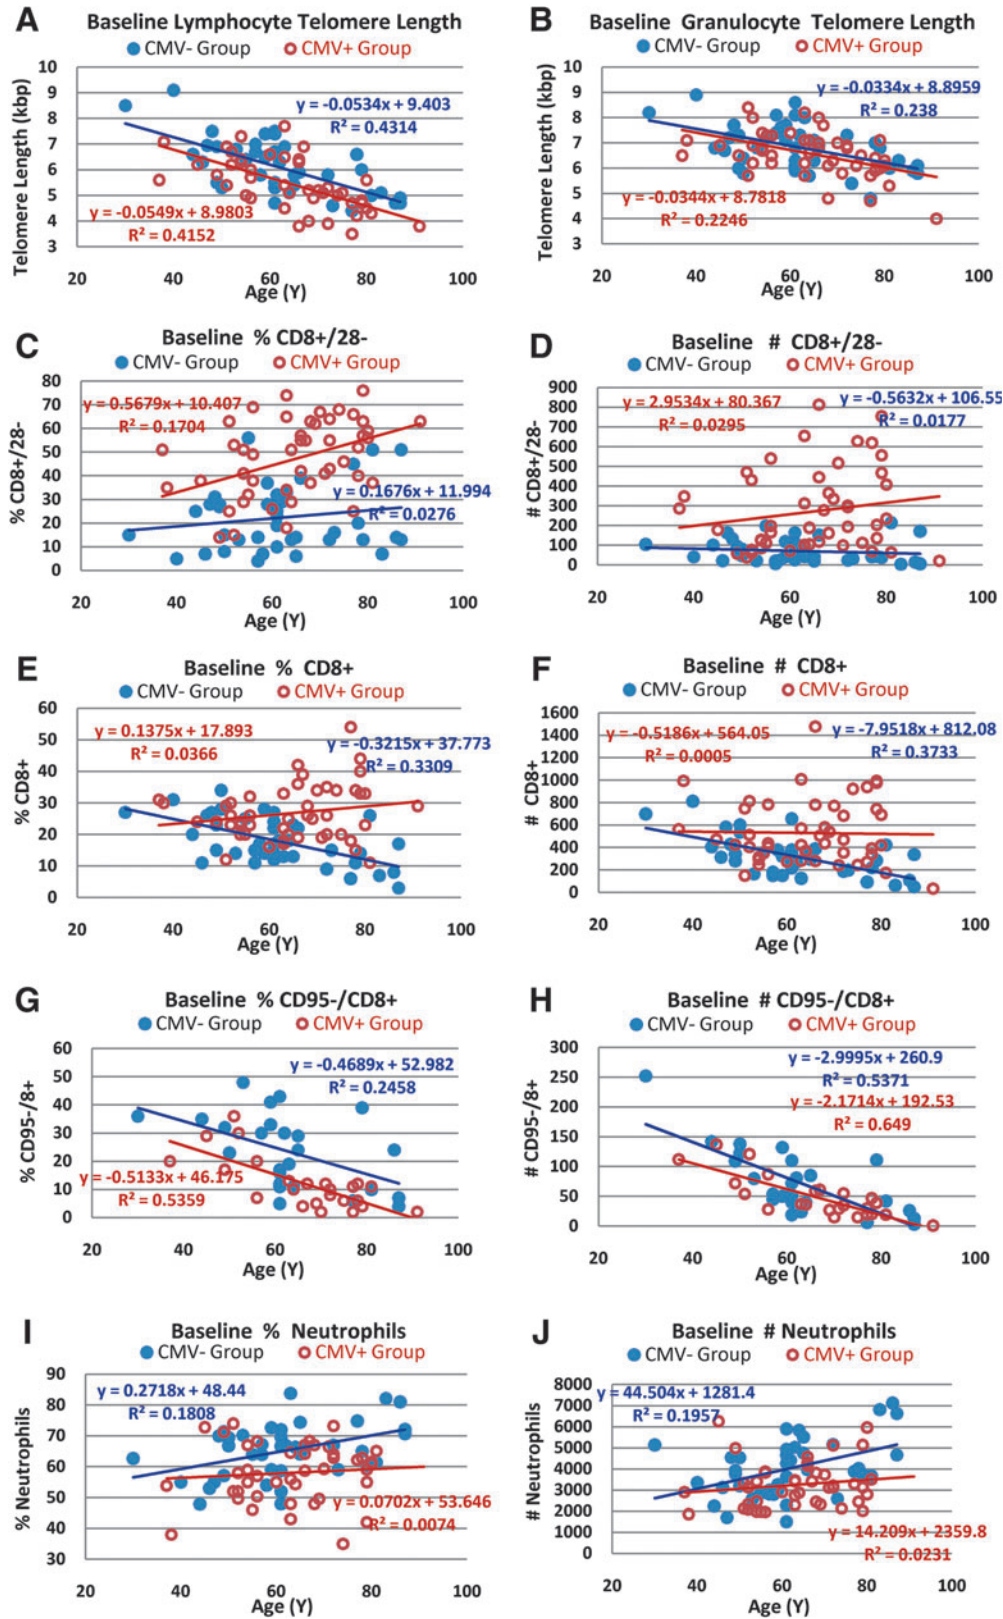 A Baseline Lymphocyte Telomere Length
CMV- Group CMV+ Group
Telomere Length (kbp)
10
9
8
7
6
5
4
3
y = -0.0534x + 9.403
R² = 0.4314
y = -0.0549x + 8.9803
R² = 0.4152
20 40 60 80 100
Age (Y)
B Baseline Granulocyte Telomere Length
CMV- Group CMV+ Group
Telomere Length (kbp)
10
9
8
7
6
5
4
3
y = -0.0334x + 8.8959
R² = 0.238
y = -0.0344x + 8.7818
R² = 0.2246
20 40 60 80 100
Age (Y)
C Baseline % CD8+/28-
CMV- Group CMV+ Group
% CD8+/28-
80
70
60
50
40
30
20
10
0
y = 0.5679x + 10.407
R² = 0.1704
y = 0.1676x + 11.994
R² = 0.0276
20 40 60 80 100
Age (Y)
D Baseline # CD8+/28-
CMV- Group CMV+ Group
# CD8+/28-
900
800
700
600
500
400
300
200
100
0
y = 2.9534x + 80.367
R² = 0.0295
y = -0.5632x + 106.55
R² = 0.0177
20 40 60 80 100
Age (Y)
E Baseline % CD8+
CMV- Group CMV+ Group
% CD8+
60
50
40
30
20
10
0
y = 0.1375x + 17.893
R² = 0.0366
y = -0.3215x + 37.773
R² = 0.3309
20 40 60 80 100
Age (Y)
F Baseline # CD8+
CMV- Group CMV+ Group
# CD8+
1600
1400
1200
1000
800
600
400
200
0
y = -0.5186x + 564.05
R² = 0.0005
y = -7.9518x + 812.08
R² = 0.3733
20 40 60 80 100
Age (Y)
G Baseline % CD95-/CD8+
CMV- Group CMV+ Group
% CD95-/8+
60
50
40
30
20
10
0
y = -0.4689x + 52.982
R² = 0.2458
y = -0.5133x + 46.175
R² = 0.5359
20 40 60 80 100
Age (Y)
H Baseline # CD95-/CD8+
CMV- Group CMV+ Group
# CD95-/8+
300
250
200
150
100
50
0
y = -2.9995x + 260.9
R² = 0.5371
y = -2.1714x + 192.53
R² = 0.649
20 40 60 80 100
Age (Y)
I Baseline % Neutrophils
CMV- Group CMV+ Group
% Neutrophils
90
80
70
60
50
40
30
y = 0.2718x + 48.44
R² = 0.1808
y = 0.0702x + 53.646
R² = 0.0074
20 40 60 80 100
Age (Y)
J Baseline # Neutrophils
CMV- Group CMV+ Group
# Neutrophils
8000
7000
6000
5000
4000
3000
2000
1000
0
y = 44.504x + 1281.4
R² = 0.1957
y = 14.209x + 2359.8
R² = 0.0231
20 40 60 80 100
Age (Y)